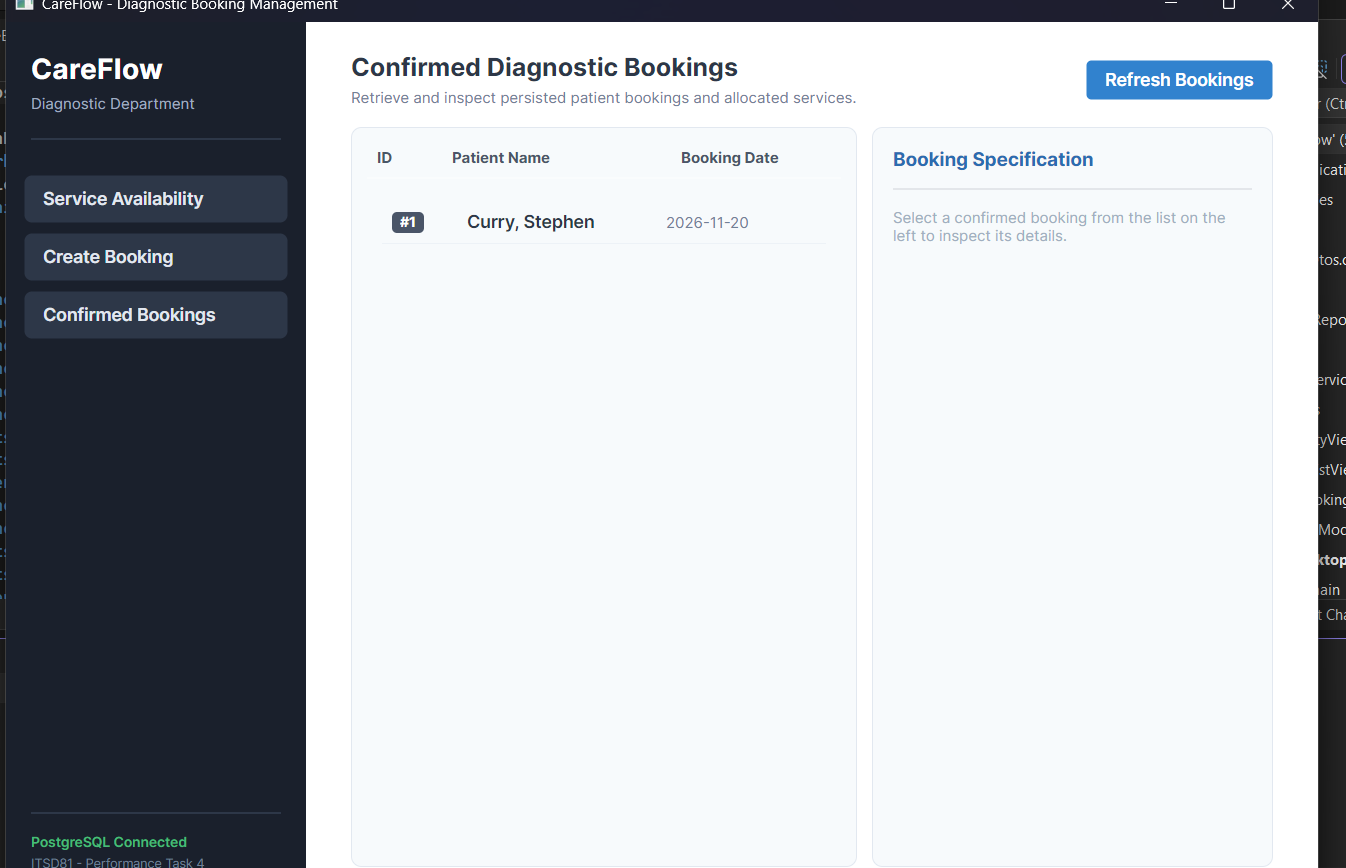 CareFlow - Diagnostic Booking Management
CareFlow
Diagnostic Department
Service Availability
Create Booking
Confirmed Bookings
PostgreSQL Connected
ITSD81 - Performance Task 4
Confirmed Diagnostic Bookings
Retrieve and inspect persisted patient bookings and allocated services.
Refresh Bookings
ID Patient Name Booking Date
#1 Curry, Stephen 2026-11-20
Booking Specification
Select a confirmed booking from the list on the
left to inspect its details.